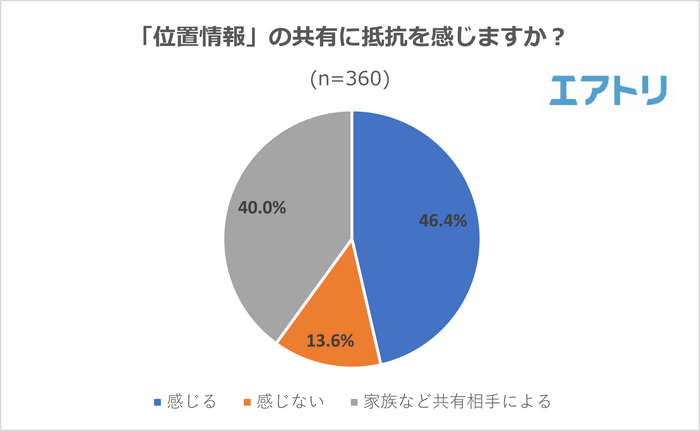 「位置情報」の共有に抵抗を感じますか？
(n=360)
エアトリ
40.0%
46.4%
13.6%
感じる 感じない 家族など共有相手による